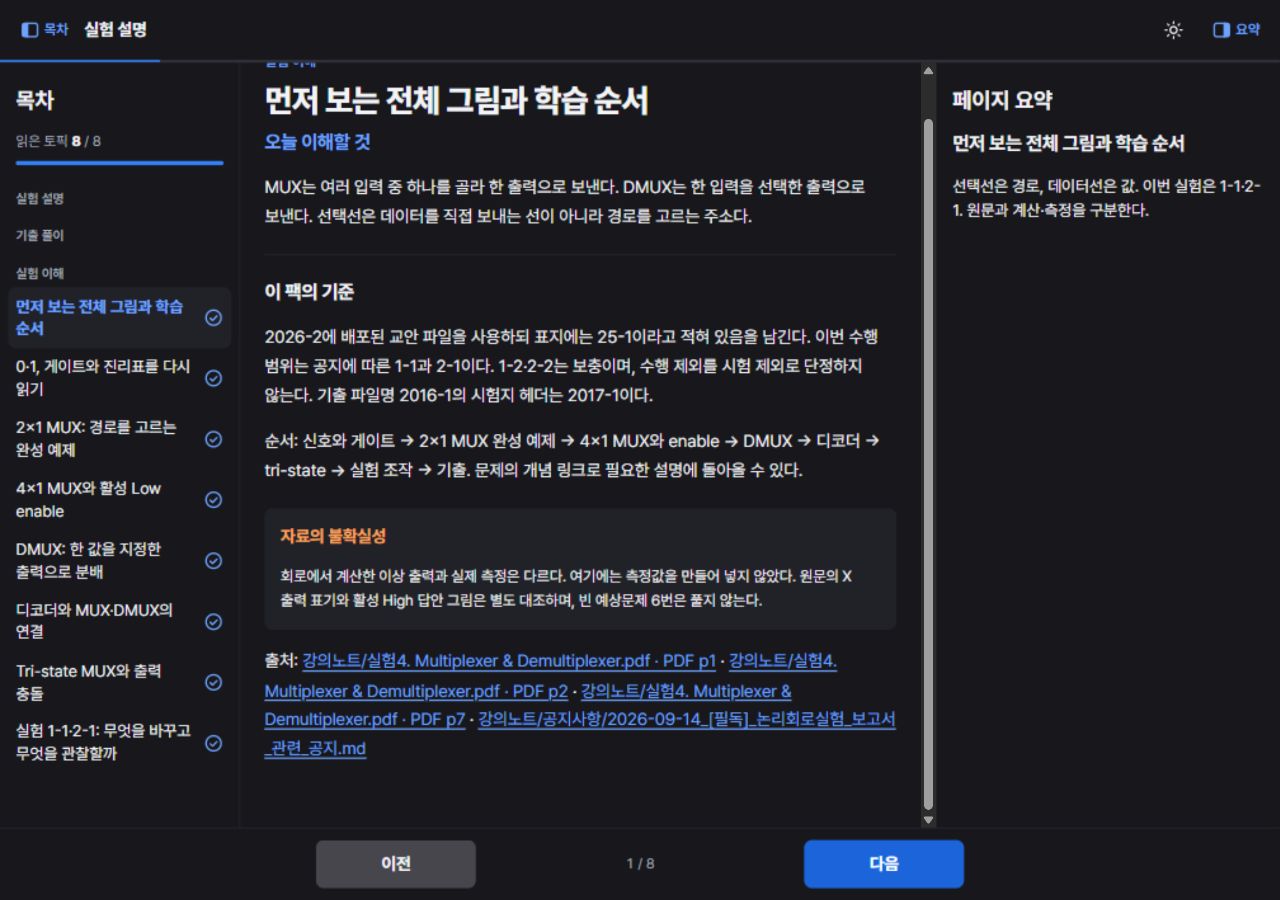 목차
실험 설명
요약
목차
읽은 토픽 8 / 8
실험 설명
기출 풀이
실험 이해
먼저 보는 전체 그림과 학습
순서
0·1, 게이트와 진리표를 다시
읽기
2×1 MUX: 경로를 고르는
완성 예제
4×1 MUX와 활성 Low
enable
DMUX: 한 값을 지정한
출력으로 분배
디코더와 MUX·DMUX의
연결
Tri-state MUX와 출력
충돌
실험 1-1·2-1: 무엇을 바꾸고
무엇을 관찰할까
먼저 보는 전체 그림과 학습 순서
오늘 이해할 것
MUX는 여러 입력 중 하나를 골라 한 출력으로 보낸다. DMUX는 한 입력을 선택한 출력으로
보낸다. 선택선은 데이터를 직접 보내는 선이 아니라 경로를 고르는 주소다.
이 팩의 기준
2026-2에 배포된 교안 파일을 사용하되 표지에는 25-1이라고 적혀 있음을 남긴다. 이번 수행
범위는 공지에 따른 1-1과 2-1이다. 1-2·2-2는 보충이며, 수행 제외를 시험 제외로 단정하지
않는다. 기출 파일명 2016-1의 시험지 헤더는 2017-1이다.
순서: 신호와 게이트 → 2×1 MUX 완성 예제 → 4×1 MUX와 enable → DMUX → 디코더 →
tri-state → 실험 조작 → 기출. 문제의 개념 링크로 필요한 설명에 돌아올 수 있다.
자료의 불확실성
회로에서 계산한 이상 출력과 실제 측정은 다르다. 여기에는 측정값을 만들어 넣지 않았다. 원문의 X
출력 표기와 활성 High 답안 그림은 별도 대조하며, 빈 예상문제 6번은 풀지 않는다.
출처: 강의노트/실험4. Multiplexer & Demultiplexer.pdf · PDF p1 · 강의노트/실험4.
Multiplexer & Demultiplexer.pdf · PDF p2 · 강의노트/실험4. Multiplexer &
Demultiplexer.pdf · PDF p7 · 강의노트/공지사항/2026-09-14_[필독]_논리회로실험_보고서
_관련_공지.md
페이지 요약
먼저 보는 전체 그림과 학습 순서
선택선은 경로, 데이터선은 값. 이번 실험은 1-1·2-
1. 원문과 계산·측정을 구분한다.
이전
1 / 8
다음